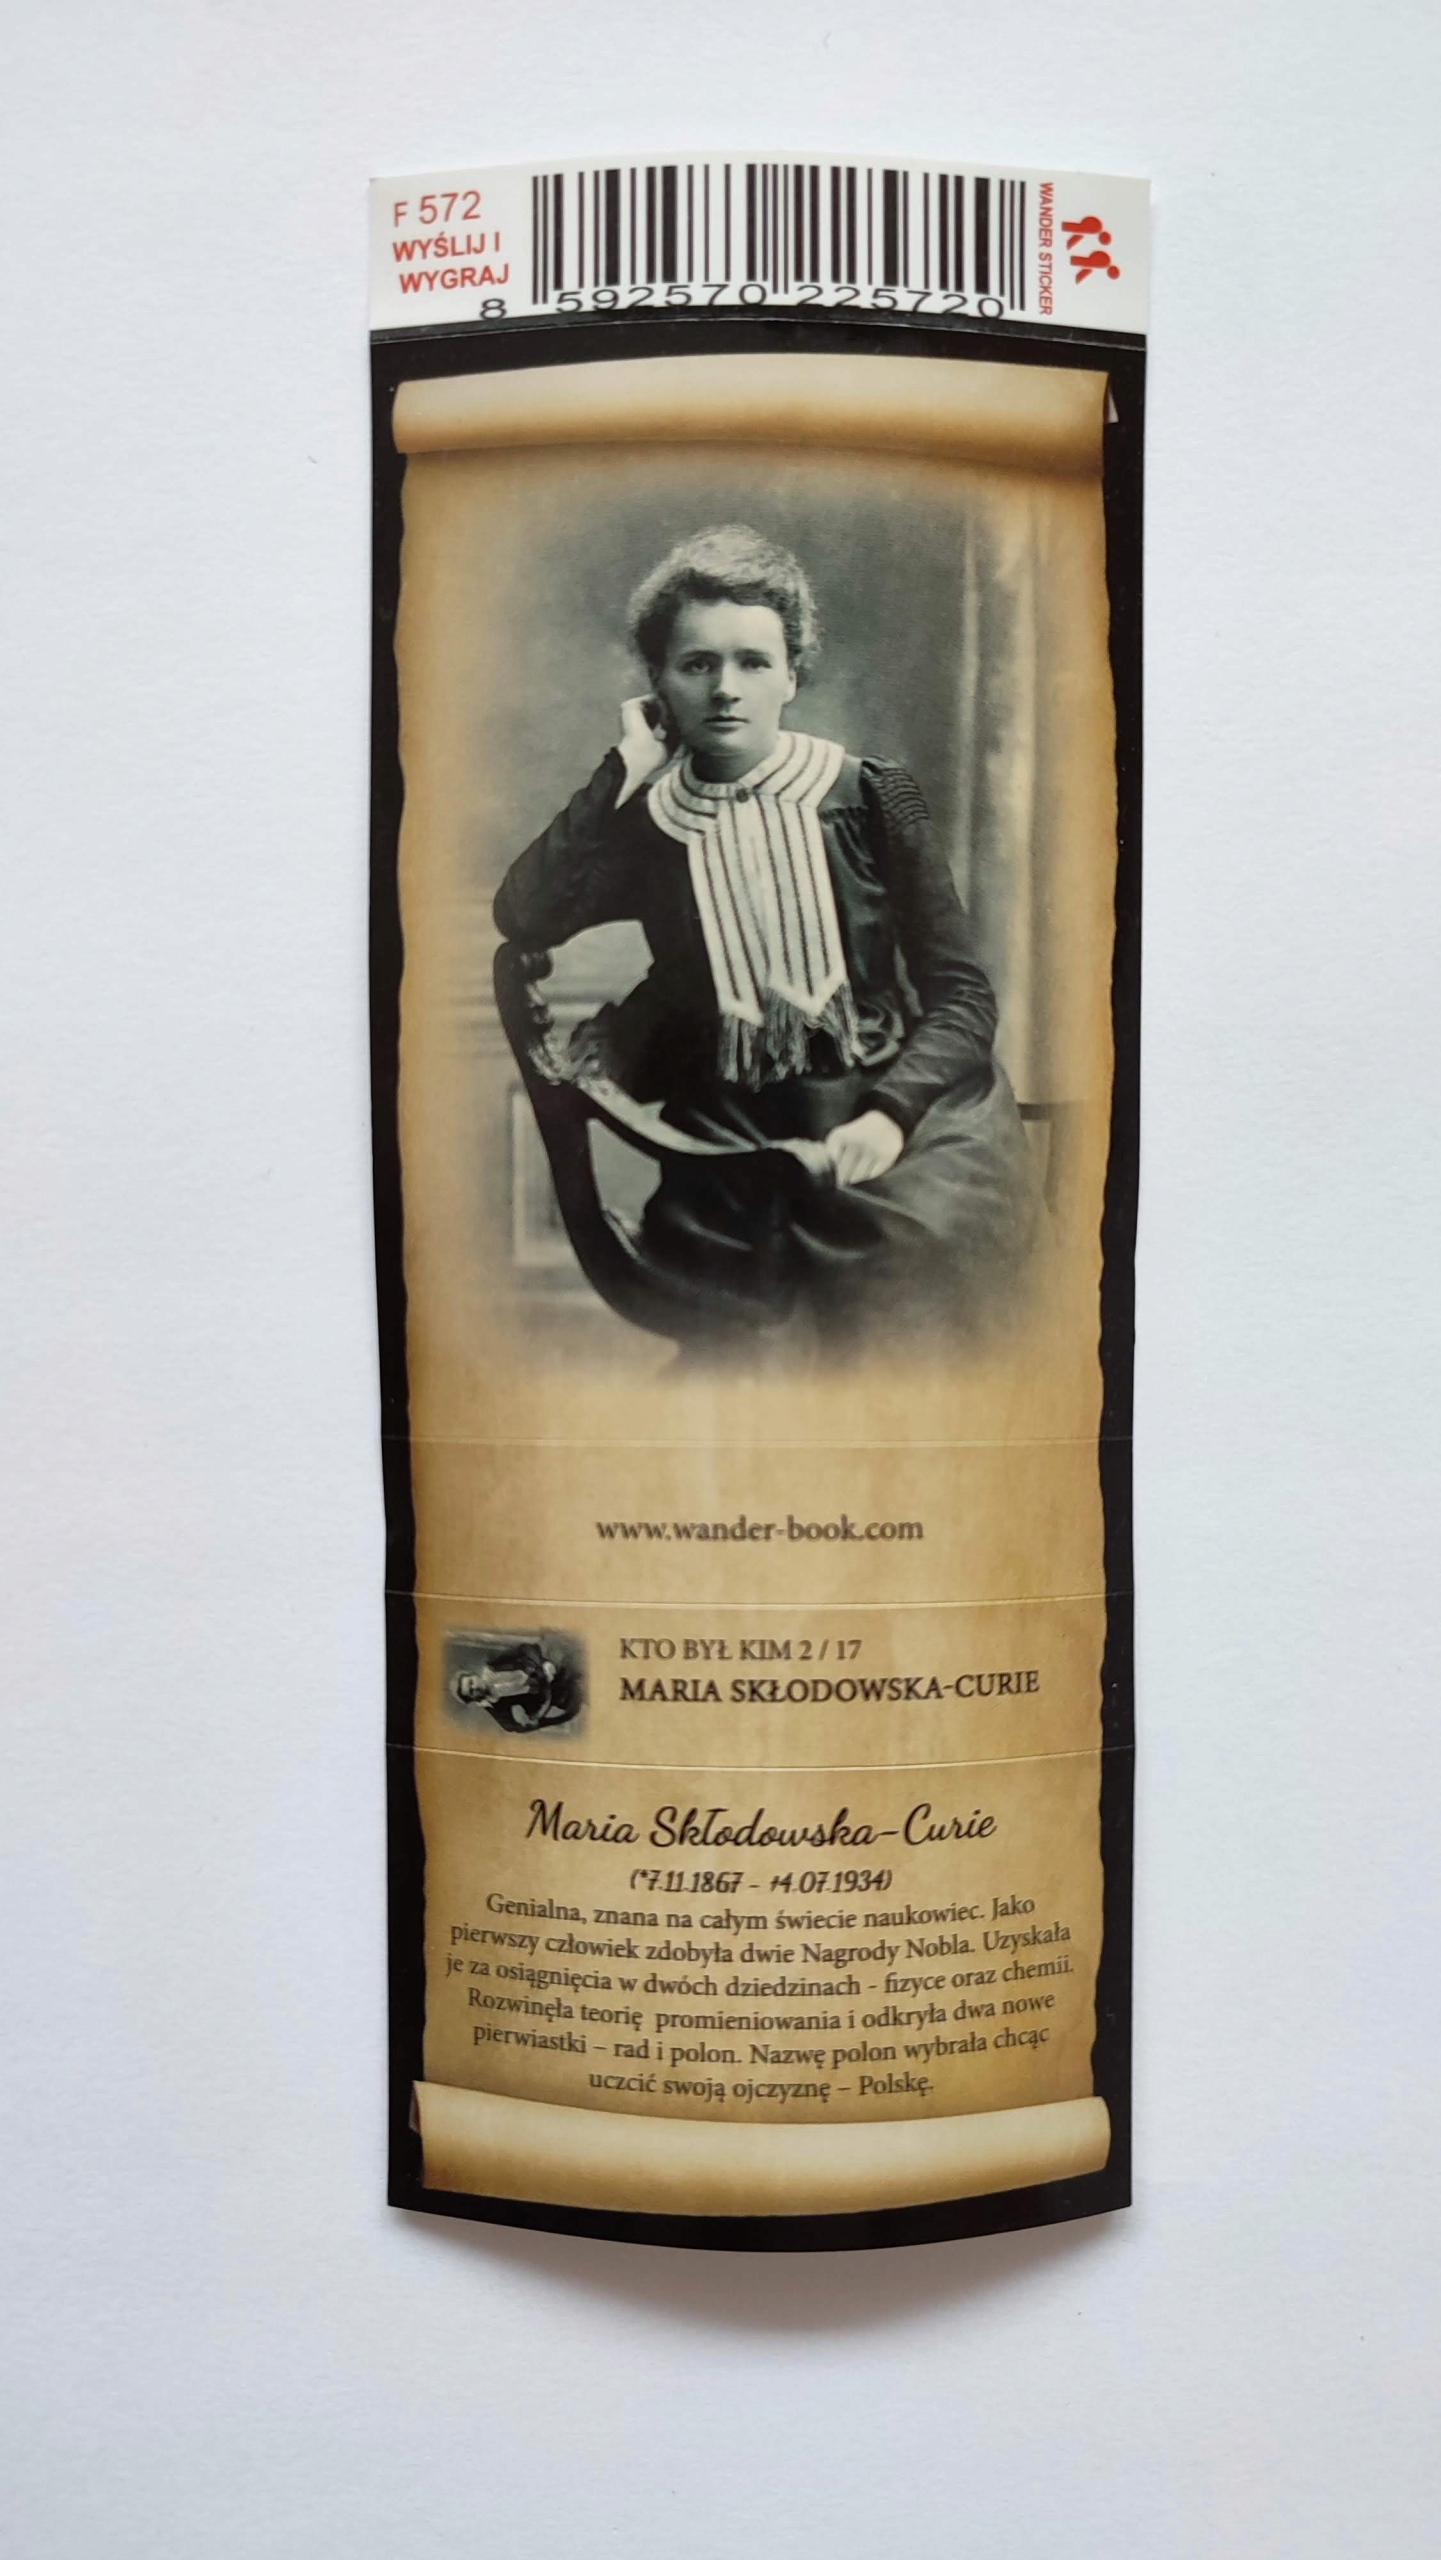 F 572
WYŚLIJ I
WYGRAJ
8 592570 225720
WANDER STICKER
www.wander-book.com
KTO BYŁ KIM 2 / 17
MARIA SKŁODOWSKA-CURIE
Maria Skłodowska-Curie
(*7.11.1867 - †4.07.1934)
Genialna, znana na całym świecie naukowiec. Jako
pierwszy człowiek zdobyła dwie Nagrody Nobla. Uzyskała
je za osiągnięcia w dwóch dziedzinach - fizyce oraz chemii.
Rozwinęła teorię promieniowania i odkryła dwa nowe
pierwiastki – rad i polon. Nazwę polon wybrała chcąc
uczcić swoją ojczyznę – Polskę.